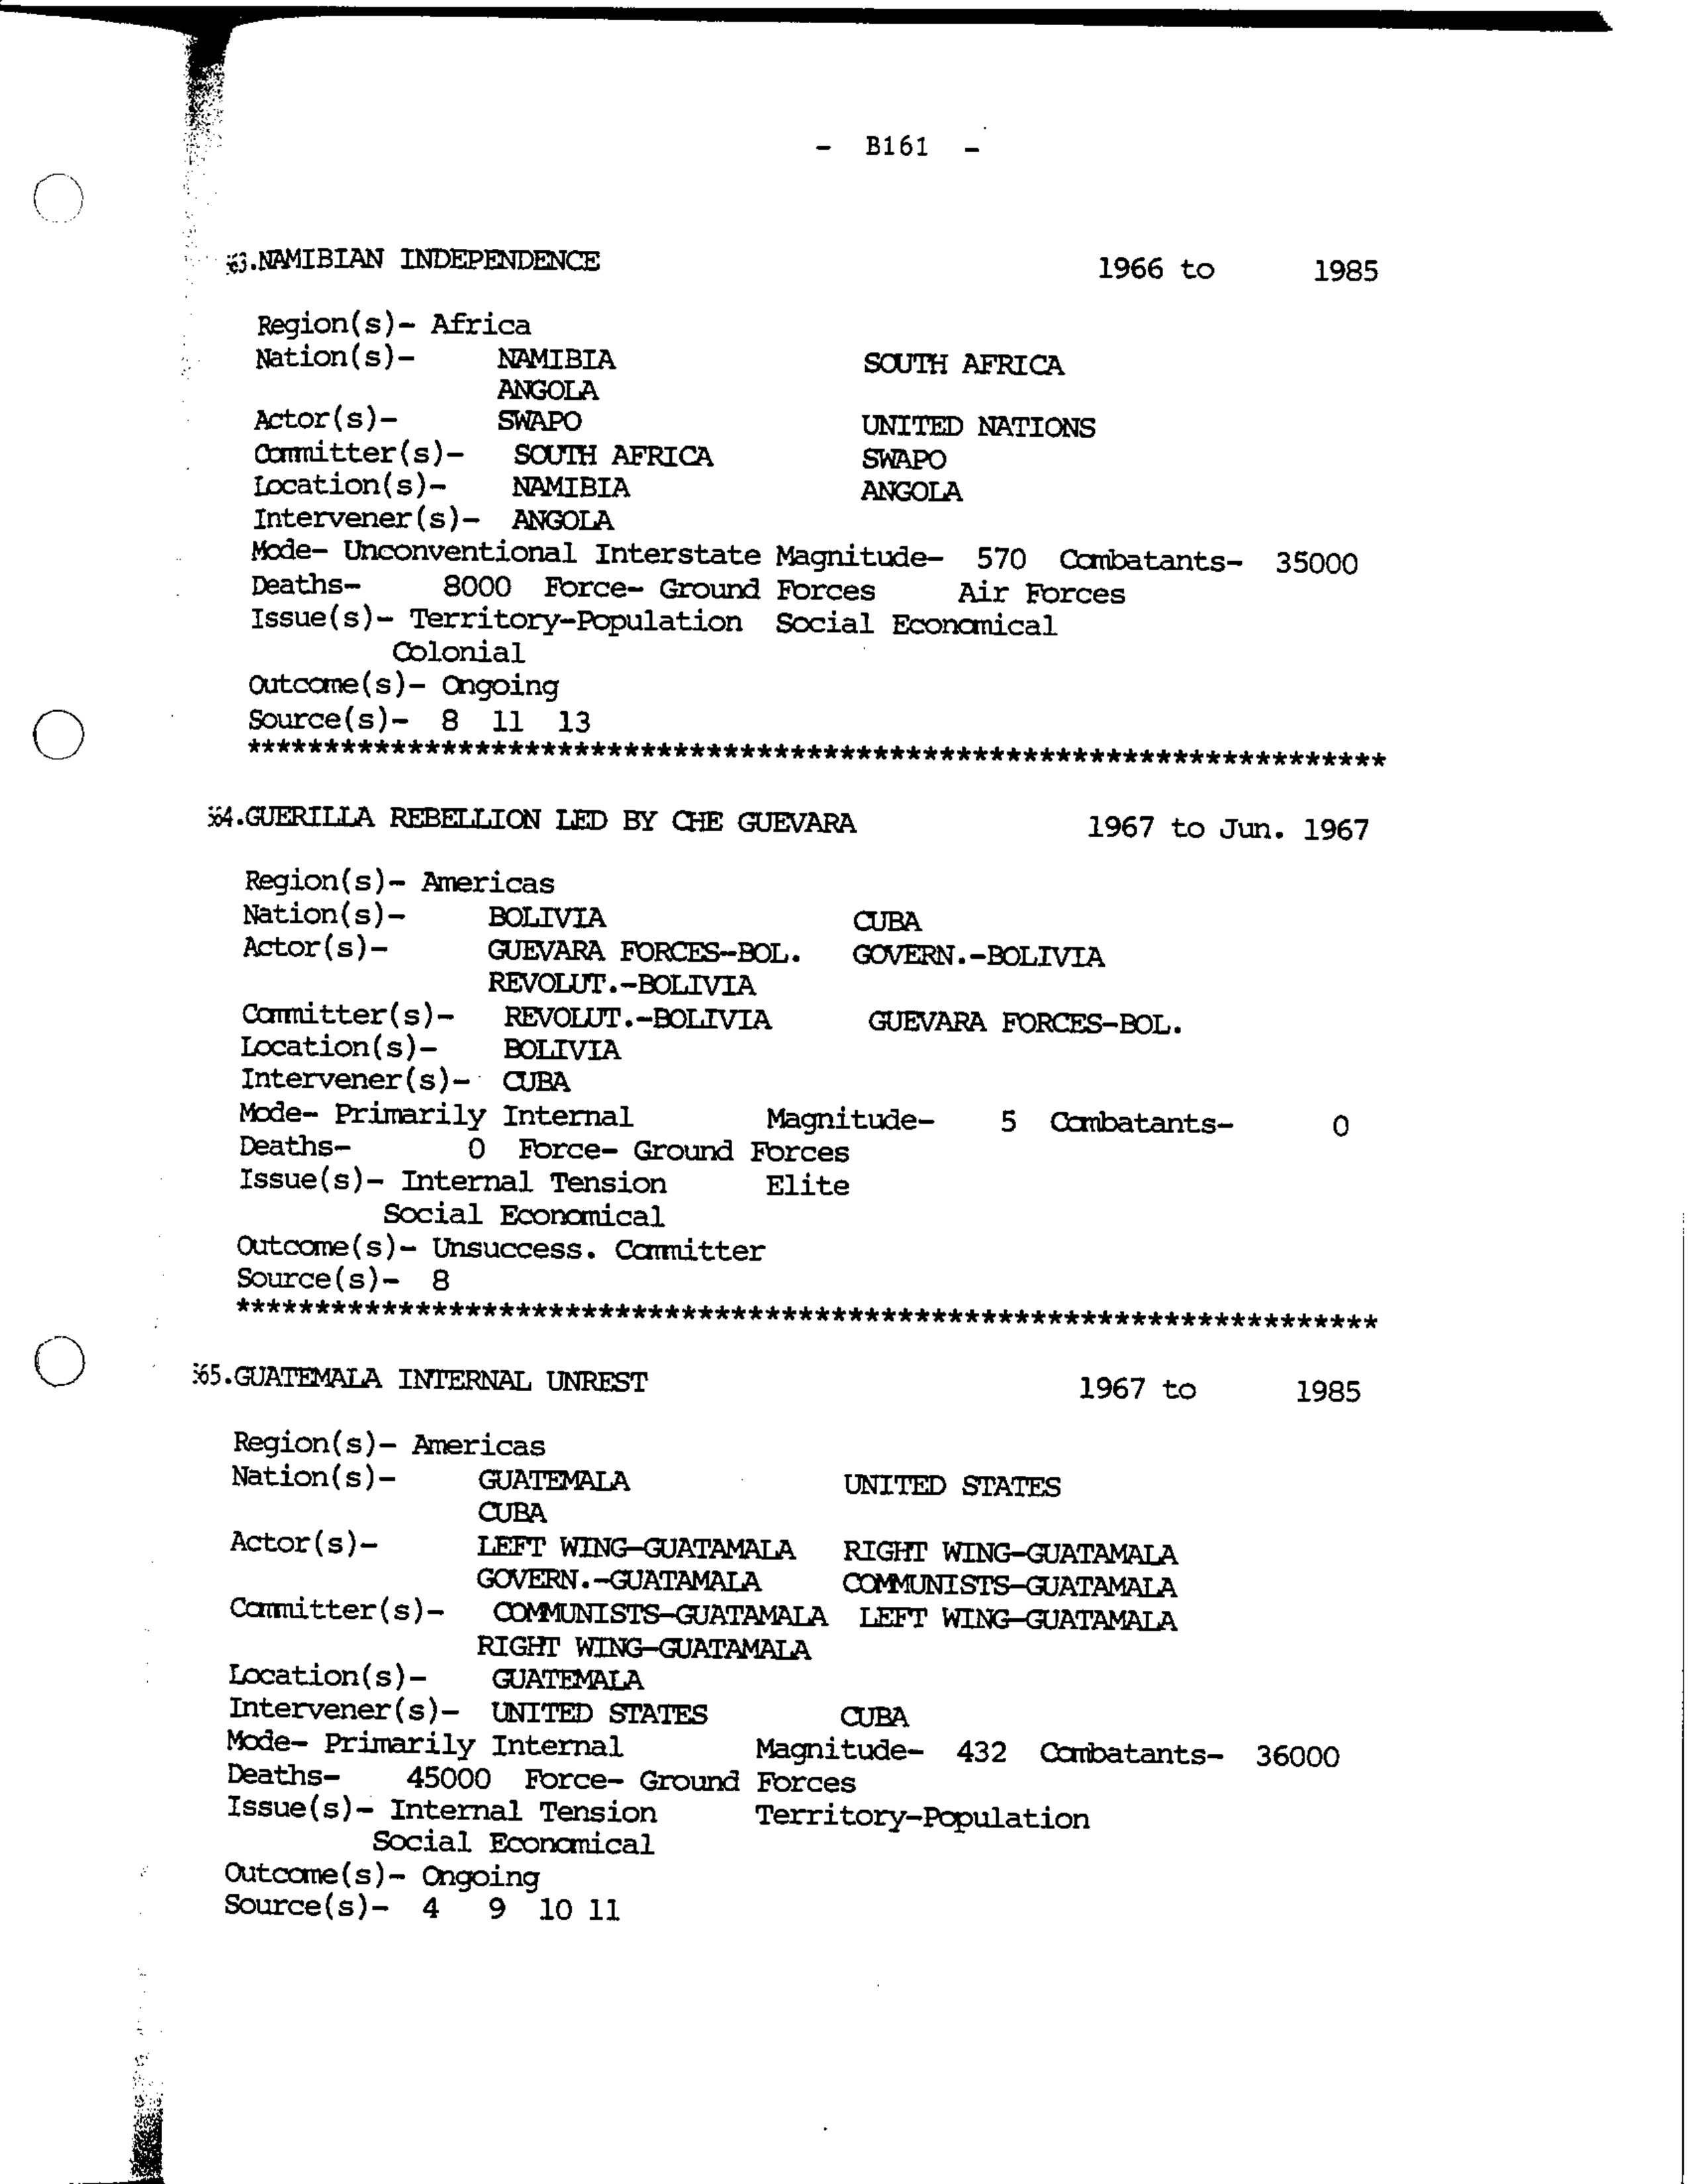 - B161 -
63.NAMIBIAN INDEPENDENCE 1966 to 1985
Region(s)- Africa
Nation(s)- NAMIBIA SOUTH AFRICA
ANGOLA
Actor(s)- SWAPO UNITED NATIONS
Committer(s)- SOUTH AFRICA SWAPO
Location(s)- NAMIBIA ANGOLA
Intervener(s)- ANGOLA
Mode- Unconventional Interstate Magnitude- 570 Combatants- 35000
Deaths- 8000 Force- Ground Forces Air Forces
Issue(s)- Territory-Population Social Economical
Colonial
Outcome(s)- Ongoing
Source(s)- 8 11 13
*********************************************************************
64.GUERILLA REBELLION LED BY CHE GUEVARA 1967 to Jun. 1967
Region(s)- Americas
Nation(s)- BOLIVIA CUBA
Actor(s)- GUEVARA FORCES-BOL. GOVERN.-BOLIVIA
REVOLUT.-BOLIVIA
Committer(s)- REVOLUT.-BOLIVIA GUEVARA FORCES-BOL.
Location(s)- BOLIVIA
Intervener(s)- CUBA
Mode- Primarily Internal Magnitude- 5 Combatants- 0
Deaths- 0 Force- Ground Forces
Issue(s)- Internal Tension Elite
Social Economical
Outcome(s)- Unsuccess. Committer
Source(s)- 8
*********************************************************************
65.GUATEMALA INTERNAL UNREST 1967 to 1985
Region(s)- Americas
Nation(s)- GUATEMALA UNITED STATES
CUBA
Actor(s)- LEFT WING-GUATAMALA RIGHT WING-GUATAMALA
GOVERN.-GUATAMALA COMMUNISTS-GUATAMALA
Committer(s)- COMMUNISTS-GUATAMALA LEFT WING-GUATAMALA
RIGHT WING-GUATAMALA
Location(s)- GUATEMALA
Intervener(s)- UNITED STATES CUBA
Mode- Primarily Internal Magnitude- 432 Combatants- 36000
Deaths- 45000 Force- Ground Forces
Issue(s)- Internal Tension Territory-Population
Social Economical
Outcome(s)- Ongoing
Source(s)- 4 9 10 11